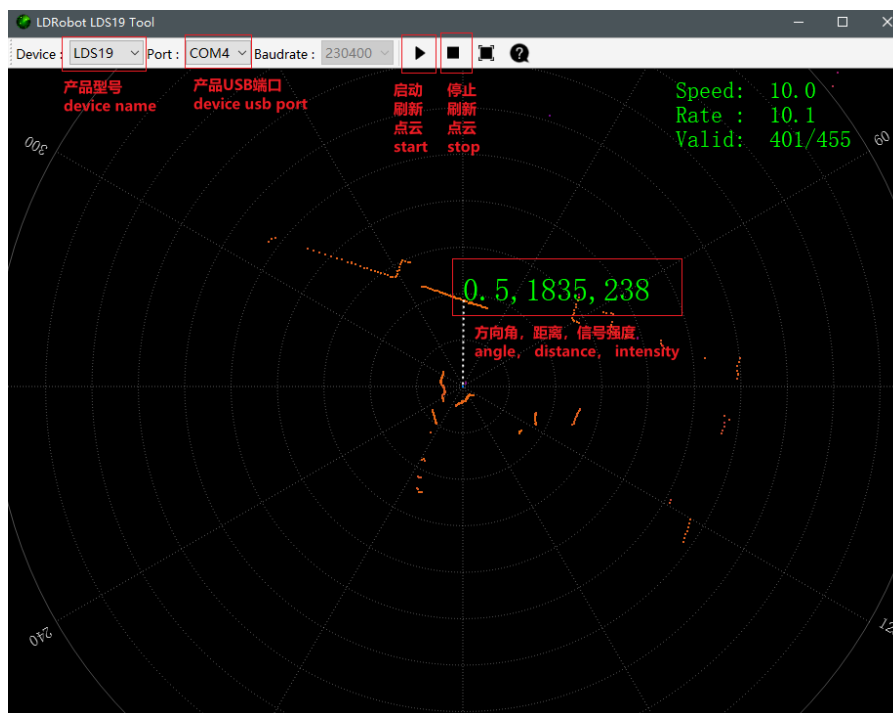 LDRobot LDS19 Tool
Device : LDS19 Port : COM4 Baudrate : 230400
产品型号
device name
产品USB端口
device usb port
启动
刷新
点云
start
停止
刷新
点云
stop
Speed: 10.0
Rate : 10.1
Valid: 401/455
300
60
0.5,1835,238
方向角，距离，信号强度.
angle， distance， intensity
240
12